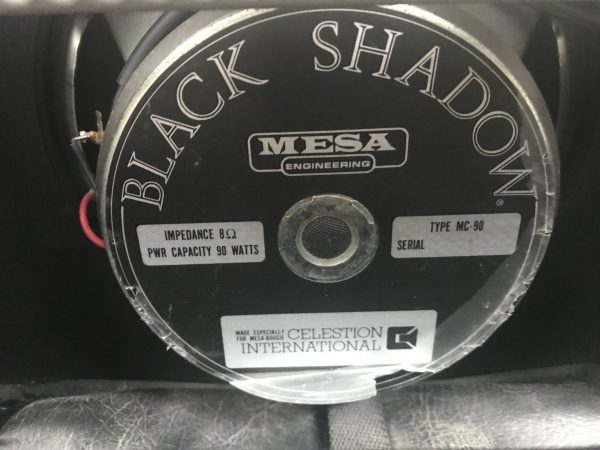 BLACK SHADOW®
MESA
ENGINEERING
IMPEDANCE 8Ω
PWR CAPACITY 90 WATTS
TYPE MC-90
SERIAL
MADE ESPECIALLY
FOR MESA-BOOGIE
CELESTION
INTERNATIONAL